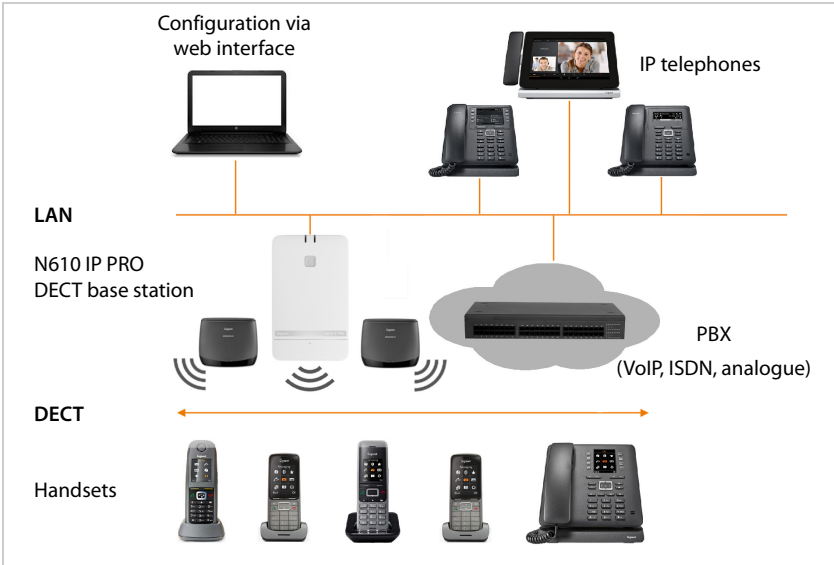 Configuration via
web interface
IP telephones
LAN
N610 IP PRO
DECT base station
PBX
(VoIP, ISDN, analogue)
DECT
Handsets